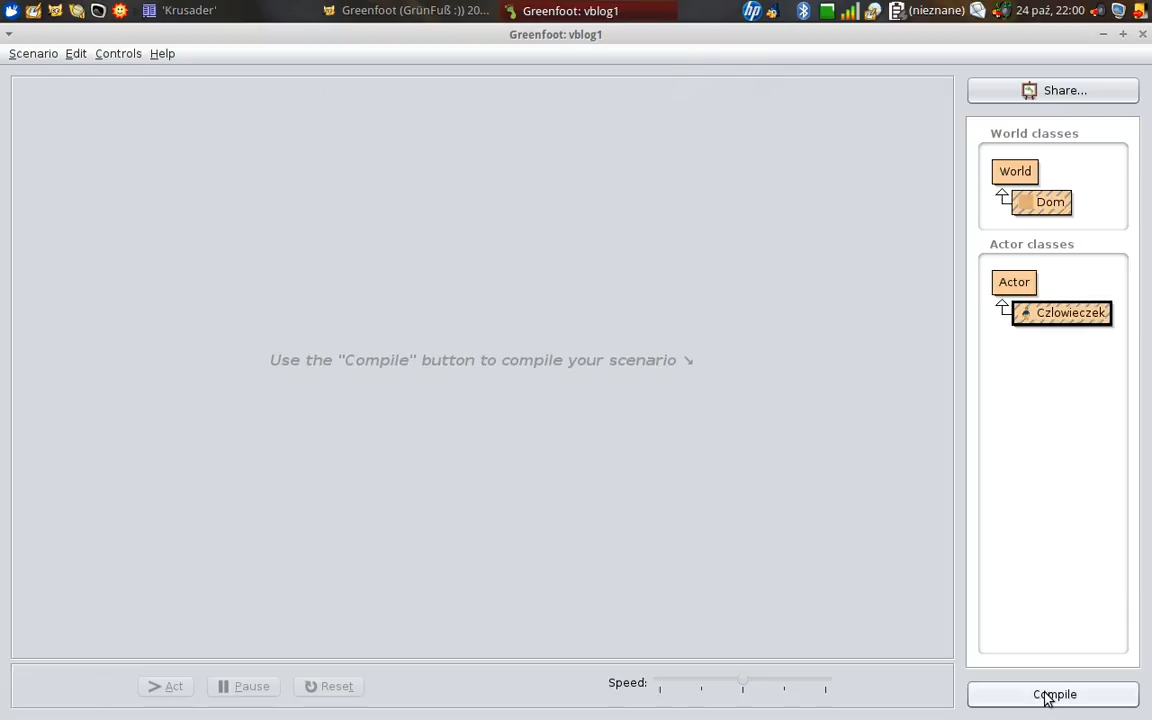 'Krusader'
Greenfoot (GrünFuß :)) 20...
Greenfoot: vblog1
(nieznane)
24 paź, 22:00
Greenfoot: vblog1
Scenario Edit Controls Help
Share...
World classes
World
Dom
Actor classes
Actor
Czlowieczek
Use the "Compile" button to compile your scenario ↘
Act
Pause
Reset
Speed:
Compile